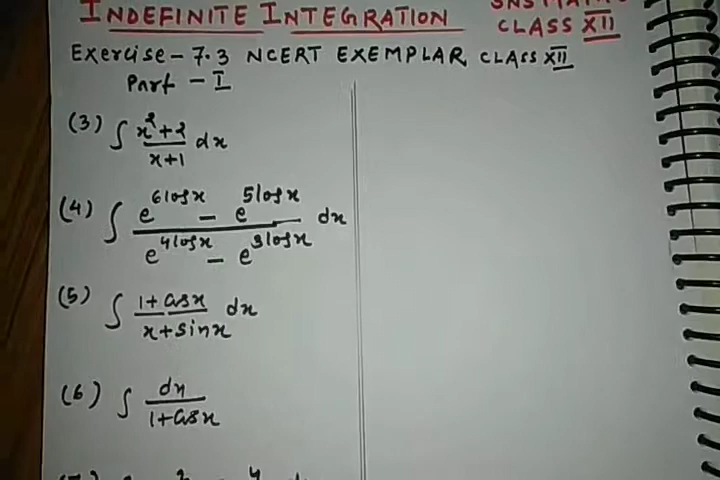 INDEFINITE INTEGRATION
CLASS XII
Exercise - 7.3 NCERT EXEMPLAR CLASS XII
Part - I
(3) ∫ x²+2 / x+1 dx
(4) ∫ e^6logx - e^5logx / e^4logx - e^3logx dx
(5) ∫ 1+cosx / x+sinx dx
(6) ∫ dx / 1+cosx